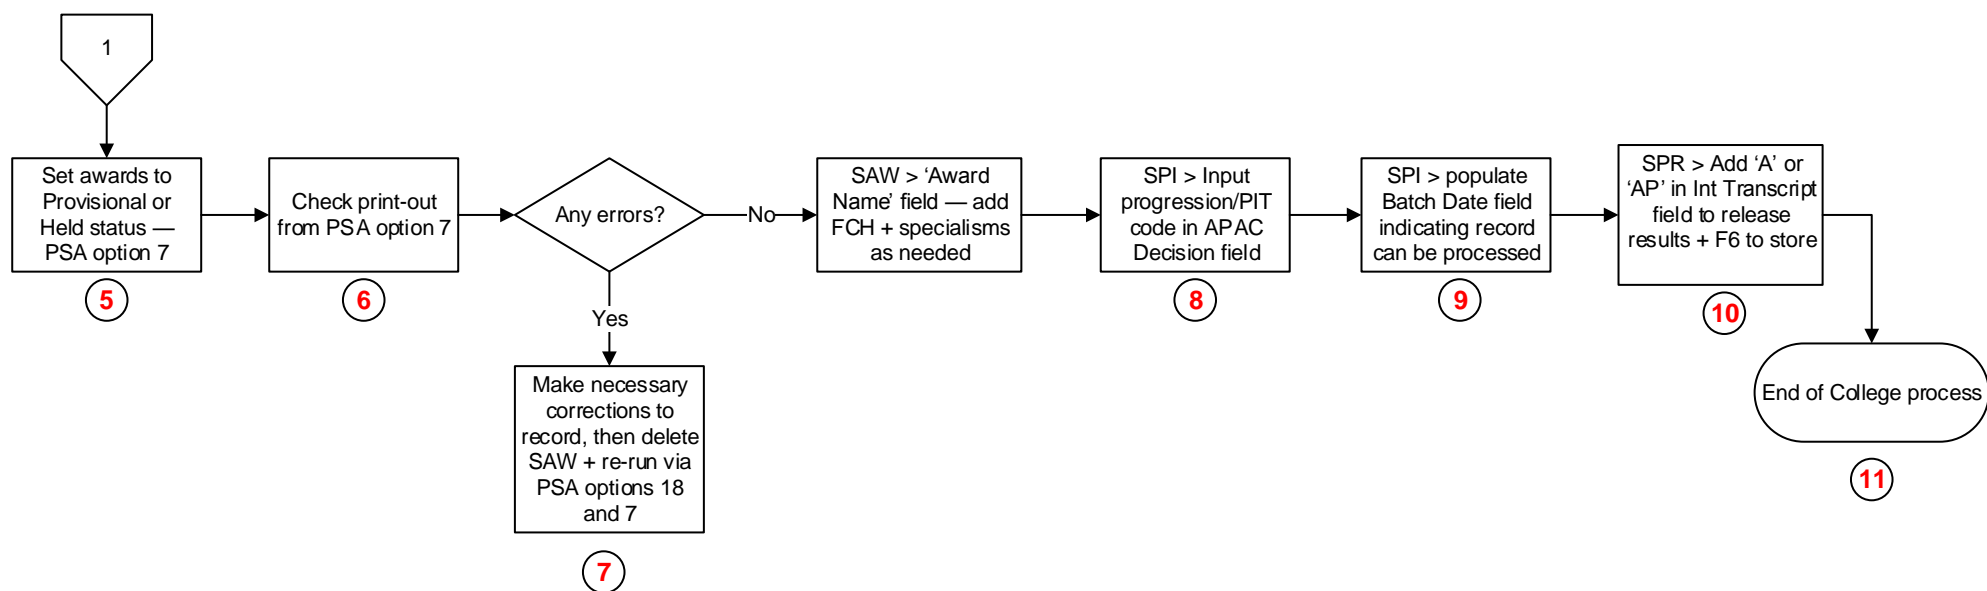 1
Set awards to
Provisional or
Held status —
PSA option 7
5
Check print-out
from PSA option 7
6
Any errors?
No
Yes
Make necessary
corrections to
record, then delete
SAW + re-run via
PSA options 18
and 7
7
SAW > ‘Award
Name’ field — add
FCH + specialisms
as needed
SPI > Input
progression/PIT
code in APAC
Decision field
8
SPI > populate
Batch Date field
indicating record
can be processed
9
SPR > Add ‘A’ or
‘AP’ in Int Transcript
field to release
results + F6 to store
10
End of College process
11